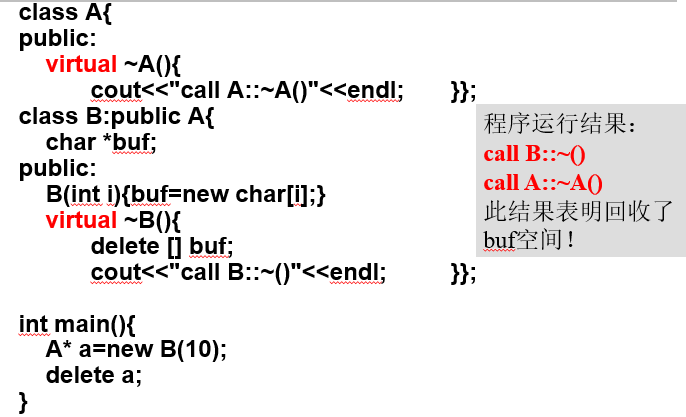 class A{
public:
virtual ~A(){
cout<<"call A::~A()"<<endl; }};
class B:public A{
char *buf;
public:
B(int i){buf=new char[i];}
virtual ~B(){
delete [] buf;
cout<<"call B::~()"<<endl; }};
int main(){
A* a=new B(10);
delete a;
}
程序运行结果：
call B::~()
call A::~A()
此结果表明回收了
buf空间！